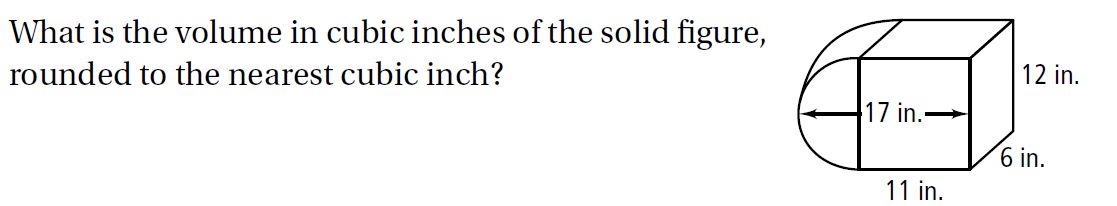 What is the volume in cubic inches of the solid figure,
rounded to the nearest cubic inch?
12 in.
17 in.
6 in.
11 in.